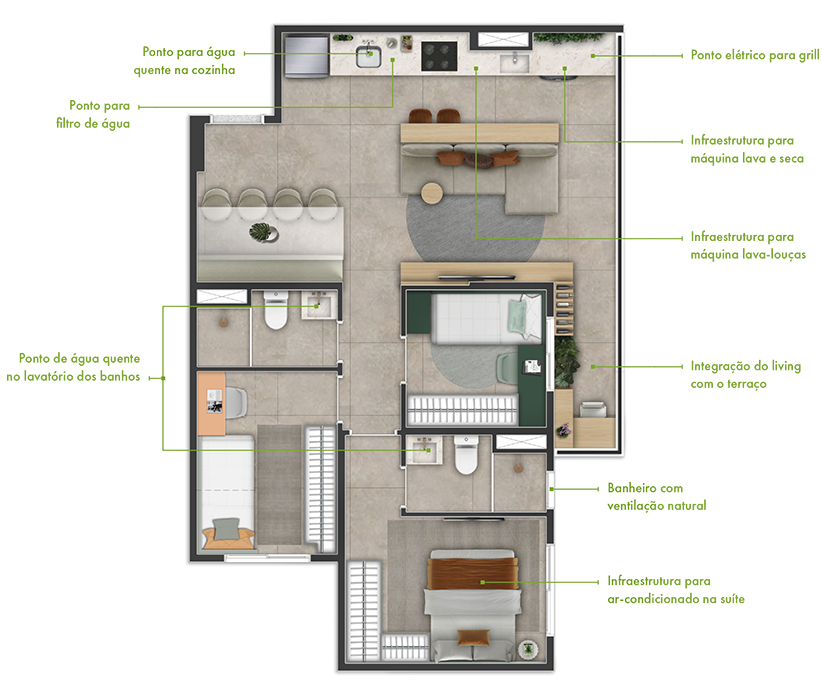 Ponto para água
quente na cozinha
Ponto para
filtro de água
Ponto de água quente
no lavatório dos banhos
Ponto elétrico para grill
Infraestrutura para
máquina lava e seca
Infraestrutura para
máquina lava-louças
Integração do living
com o terraço
Banheiro com
ventilação natural
Infraestrutura para
ar-condicionado na suíte